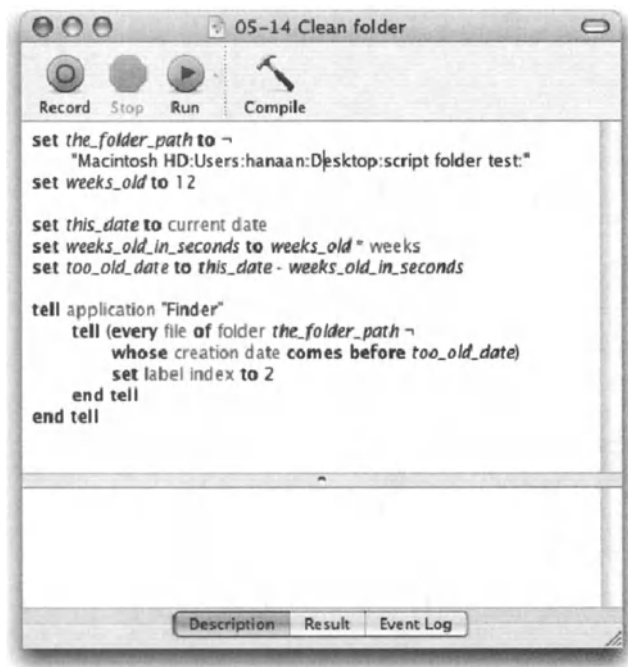 05-14 Clean folder
Record Stop Run Compile
set the_folder_path to ¬
"Macintosh HD:Users:hanaan:Desktop:script folder test:"
set weeks_old to 12
set this_date to current date
set weeks_old_in_seconds to weeks_old * weeks
set too_old_date to this_date - weeks_old_in_seconds
tell application "Finder"
tell (every file of folder the_folder_path ¬
whose creation date comes before too_old_date)
set label index to 2
end tell
end tell
Description Result Event Log